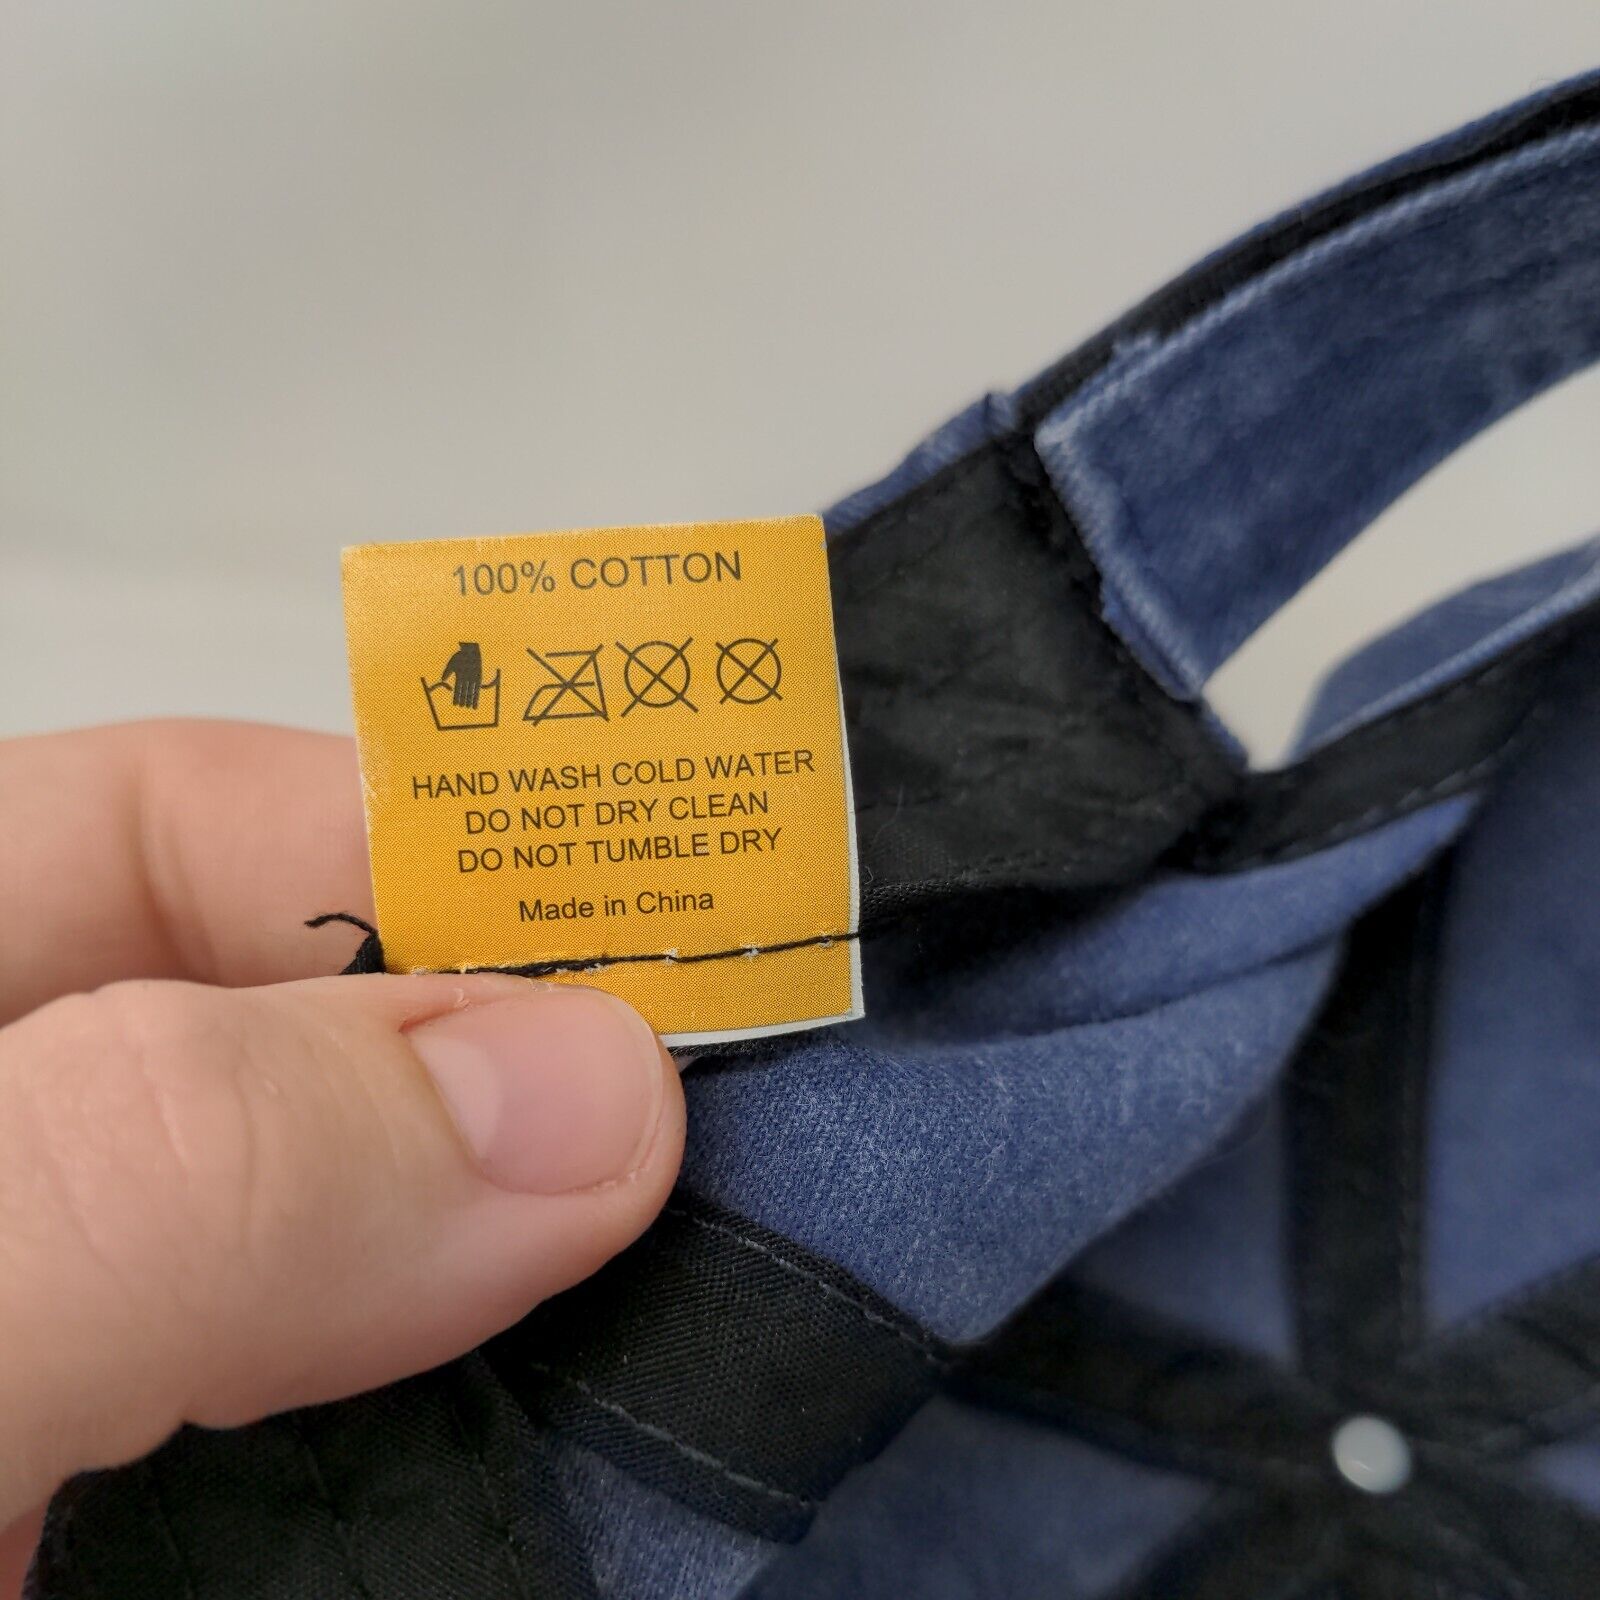 100% COTTON
HAND WASH COLD WATER
DO NOT DRY CLEAN
DO NOT TUMBLE DRY
Made in China